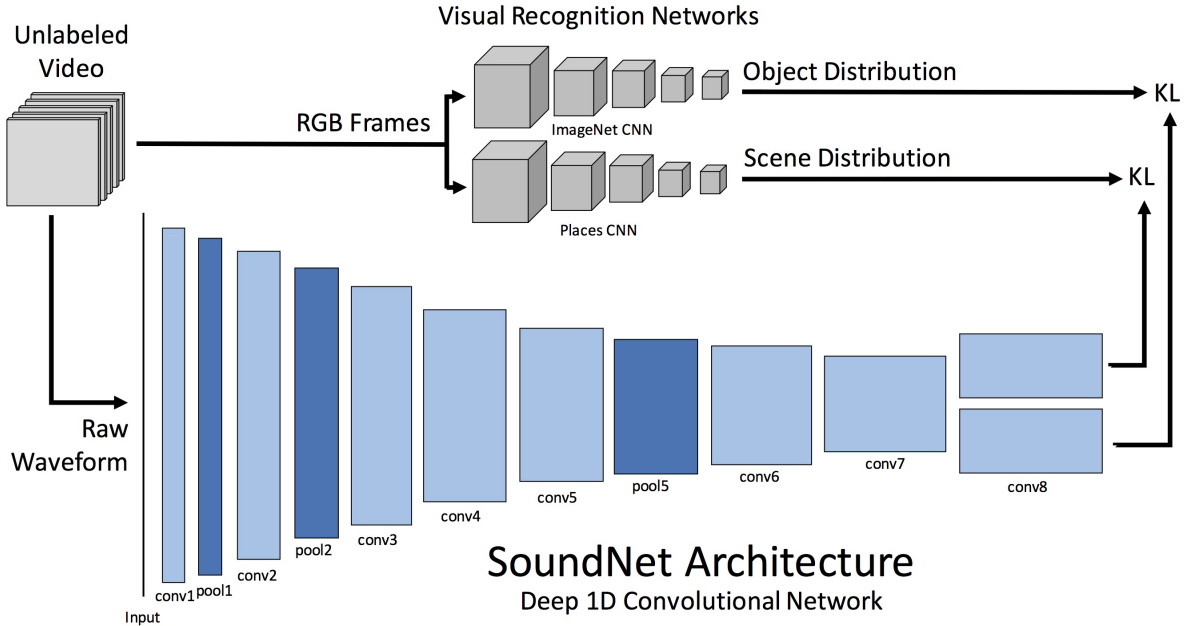 Visual Recognition Networks
Unlabeled
Video
RGB Frames
ImageNet CNN
Object Distribution
KL
Places CNN
Scene Distribution
KL
Raw
Waveform
Input
conv1
pool1
conv2
pool2
conv3
conv4
conv5
pool5
conv6
conv7
conv8
SoundNet Architecture
Deep 1D Convolutional Network